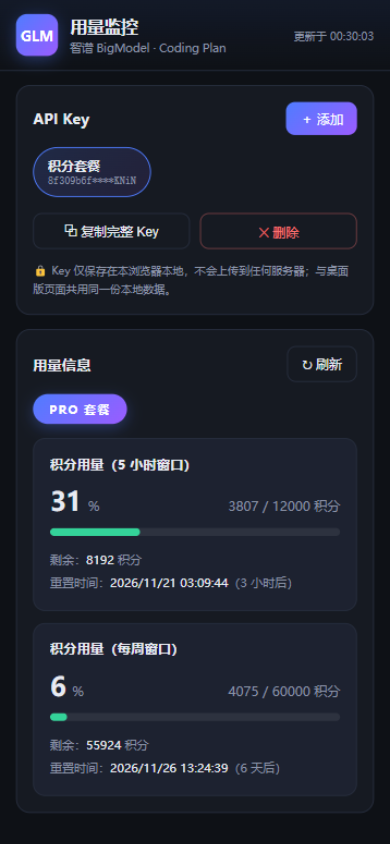 GLM
用量监控
智谱 BigModel · Coding Plan
更新于 00:30:03
API Key
+ 添加
积分套餐
8f309b6f****KNiN
复制完整 Key
× 删除
🔒 Key 仅保存在本浏览器本地，不会上传到任何服务器；与桌面
版页面共用同一份本地数据。
用量信息
↻ 刷新
PRO 套餐
积分用量（5 小时窗口）
31 %
3807 / 12000 积分
剩余：8192 积分
重置时间：2026/11/21 03:09:44（3 小时后）
积分用量（每周窗口）
6 %
4075 / 60000 积分
剩余：55924 积分
重置时间：2026/11/26 13:24:39（6 天后）